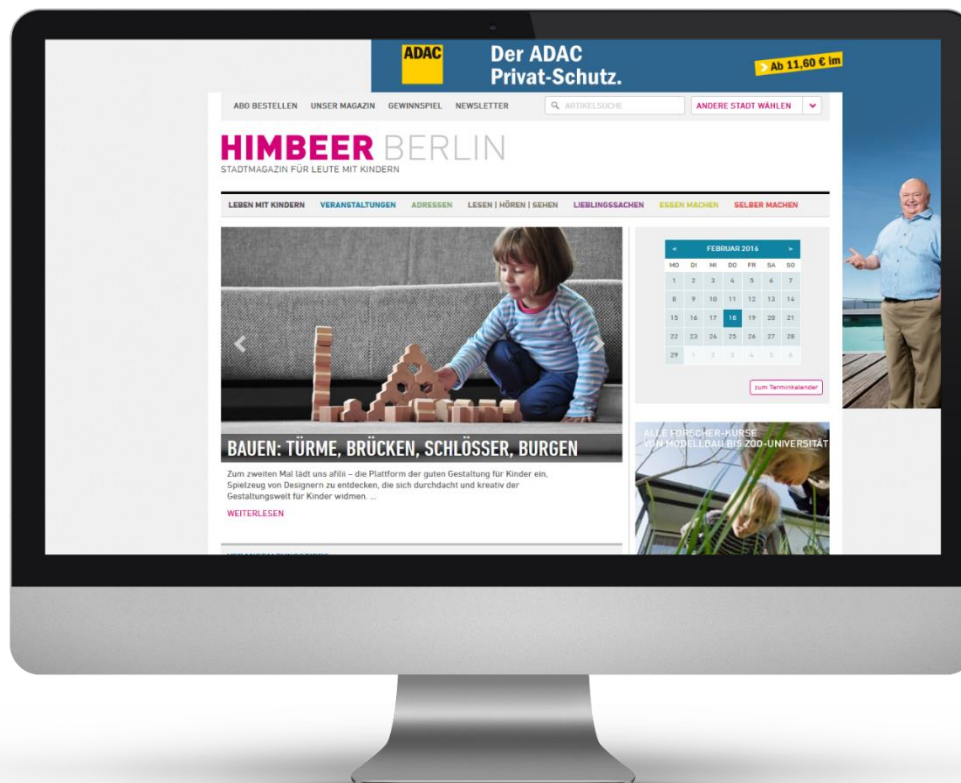 ADAC
Der ADAC
Privat-Schutz.
Ab 11,60 € im
ABO BESTELLEN UNSER MAGAZIN GEWINNSPIEL NEWSLETTER
ARTIKELSUCHE
ANDERE STADT WÄHLEN
HIMBEER BERLIN
STADTMAGAZIN FÜR LEUTE MIT KINDERN
LEBEN MIT KINDERN VERANSTALTUNGEN ADRESSEN LESEN | HÖREN | SEHEN LIEBLINGSSACHEN ESSEN MACHEN SELBER MACHEN
< FEBRUAR 2016 >
MO DI MI DO FR SA SO
1 2 3 4 5 6 7
8 9 10 11 12 13 14
15 16 17 18 19 20 21
22 23 24 25 26 27 28
29 1 2 3 4 5 6
zum Terminkalender
BAUEN: TÜRME, BRÜCKEN, SCHLÖSSER, BURGEN
Zum zweiten Mal lädt uns afilii – die Plattform der guten Gestaltung für Kinder ein,
Spielzeug von Designern zu entdecken, die sich durchdacht und kreativ der
Gestaltungswelt für Kinder widmen. ...
WEITERLESEN
ALLE FORSCHER-KURSE
VON MODELLBAU BIS ZOO-UNIVERSITÄT